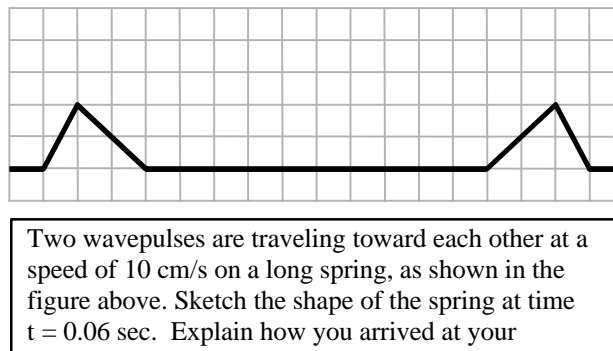 Two wavepulses are traveling toward each other at a
speed of 10 cm/s on a long spring, as shown in the
figure above. Sketch the shape of the spring at time
t = 0.06 sec.  Explain how you arrived at your